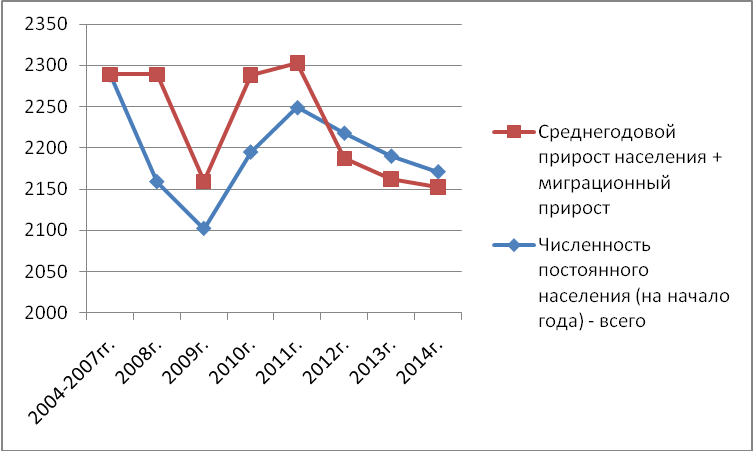 2350
2300
2250
2200
2150
2100
2050
2000
2004-2007гг.
2008г.
2009г.
2010г.
2011г.
2012г.
2013г.
2014г.
Среднегодовой
прирост населения +
миграционный
прирост
Численность
постоянного
населения (на начало
года) - всего